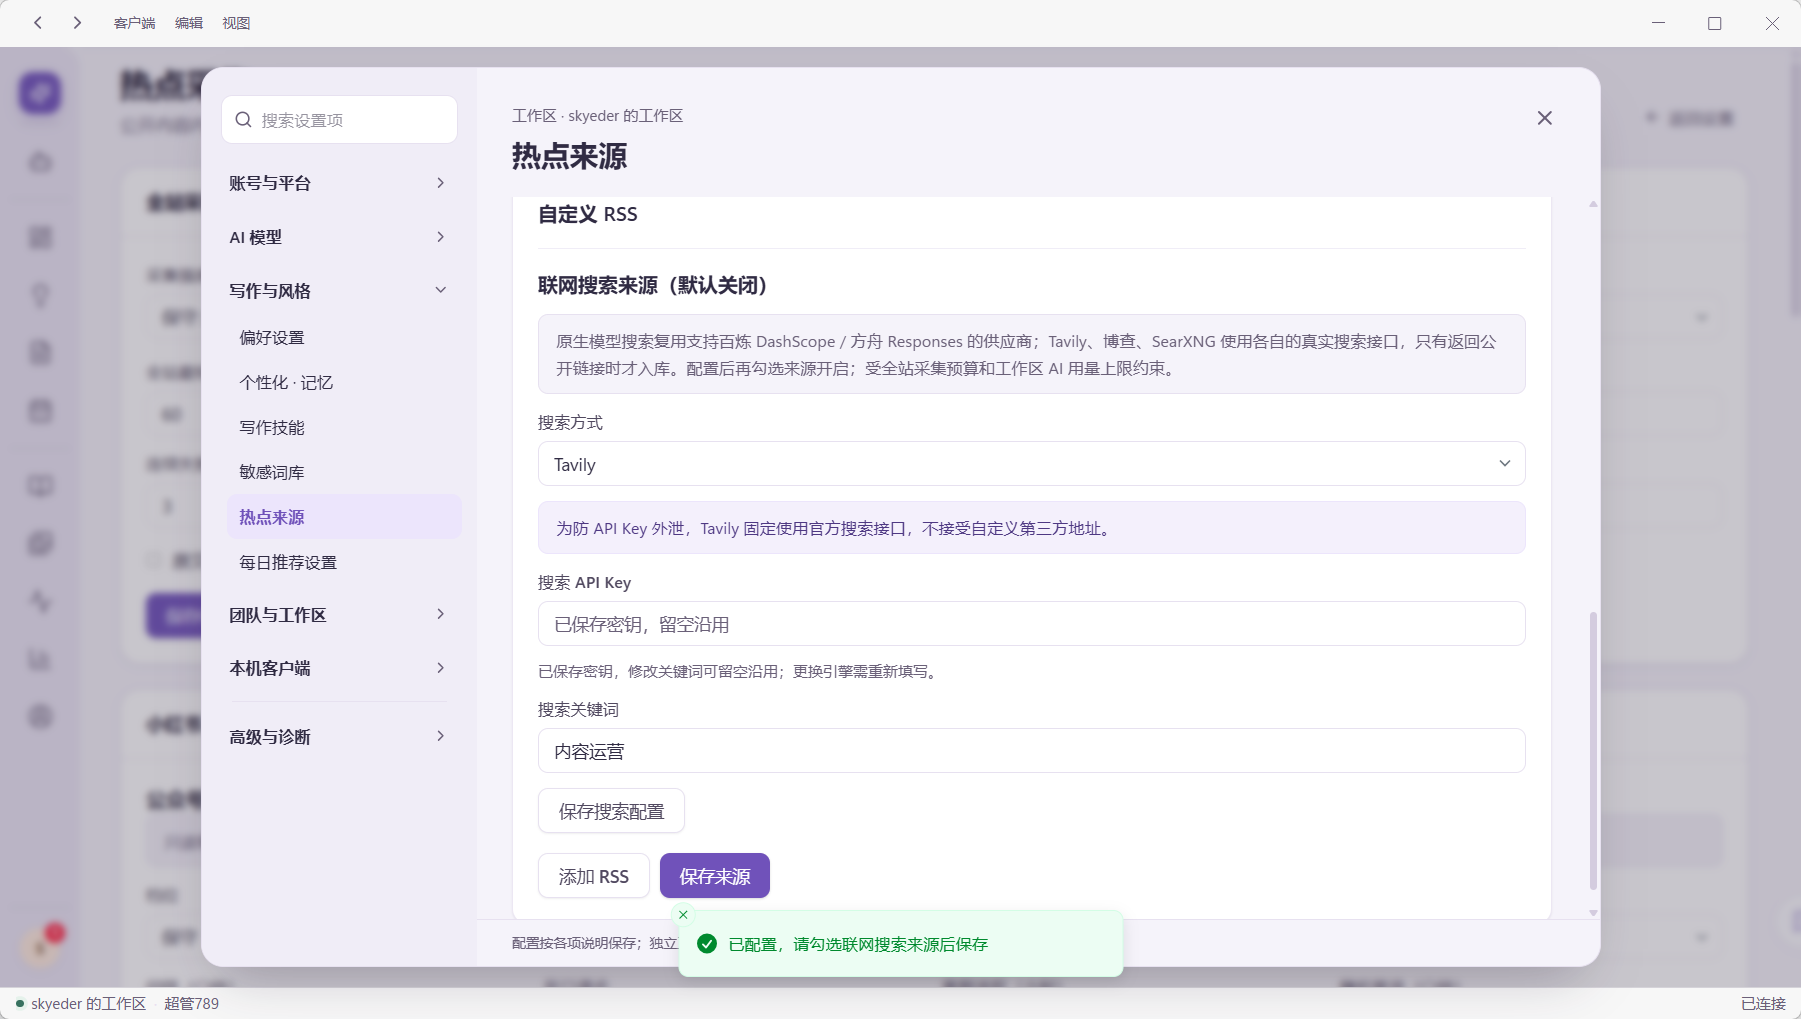 客户端 编辑 视图
搜索设置项
账号与平台
AI 模型
写作与风格
偏好设置
个性化 · 记忆
写作技能
敏感词库
热点来源
每日推荐设置
团队与工作区
本机客户端
高级与诊断
工作区 · skyeder 的工作区
热点来源
自定义 RSS
联网搜索来源（默认关闭）
原生模型搜索复用支持百炼 DashScope / 方舟 Responses 的供应商；Tavily、博查、SearXNG 使用各自的真实搜索接口，只有返回公
开链接时才入库。配置后再勾选来源开启；受全站采集预算和工作区 AI 用量上限约束。
搜索方式
Tavily
为防 API Key 外泄，Tavily 固定使用官方搜索接口，不接受自定义第三方地址。
搜索 API Key
已保存密钥，留空沿用
已保存密钥，修改关键词可留空沿用；更换引擎需重新填写。
搜索关键词
内容运营
保存搜索配置
添加 RSS 保存来源
配置按各项说明保存；独立
已配置，请勾选联网搜索来源后保存
skyeder 的工作区 · 超管789
已连接